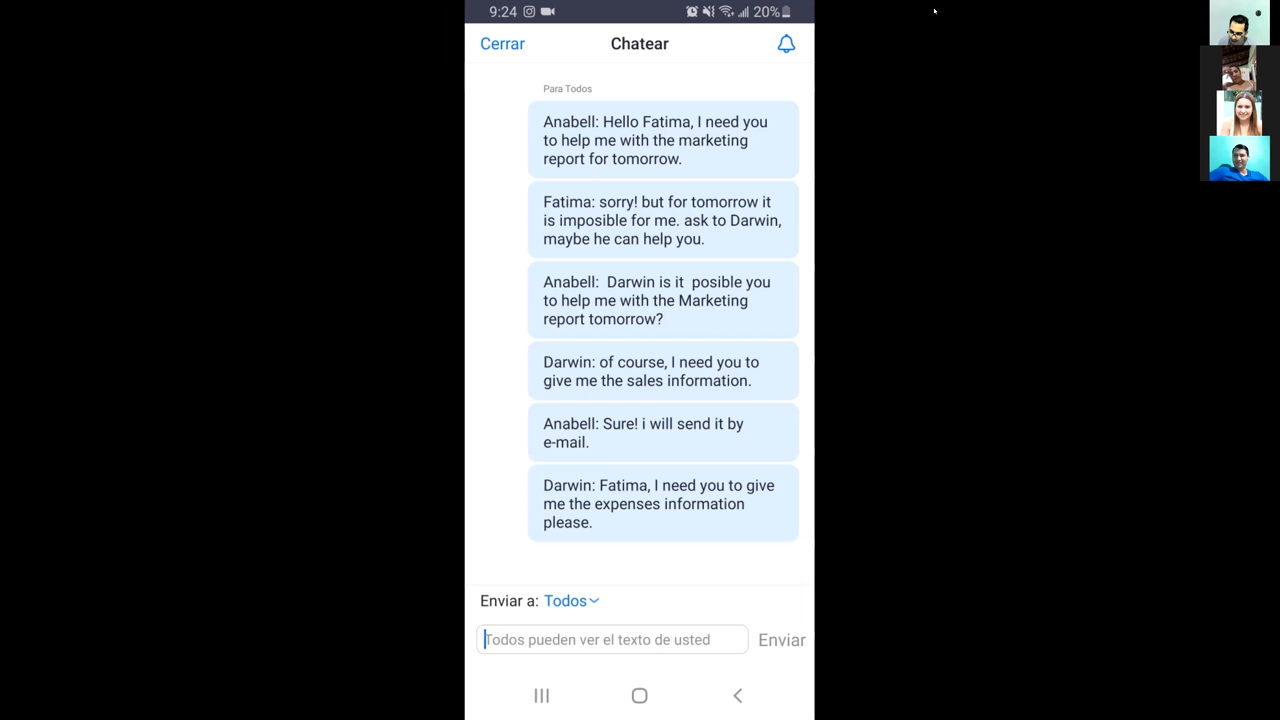 9:24 20%
Cerrar Chatear
Para Todos
Anabell: Hello Fatima, I need you
to help me with the marketing
report for tomorrow.
Fatima: sorry! but for tomorrow it
is imposible for me. ask to Darwin,
maybe he can help you.
Anabell:  Darwin is it  posible you
to help me with the Marketing
report tomorrow?
Darwin: of course, I need you to
give me the sales information.
Anabell: Sure! i will send it by
e-mail.
Darwin: Fatima, I need you to give
me the expenses information
please.
Enviar a: Todos
Todos pueden ver el texto de usted Enviar